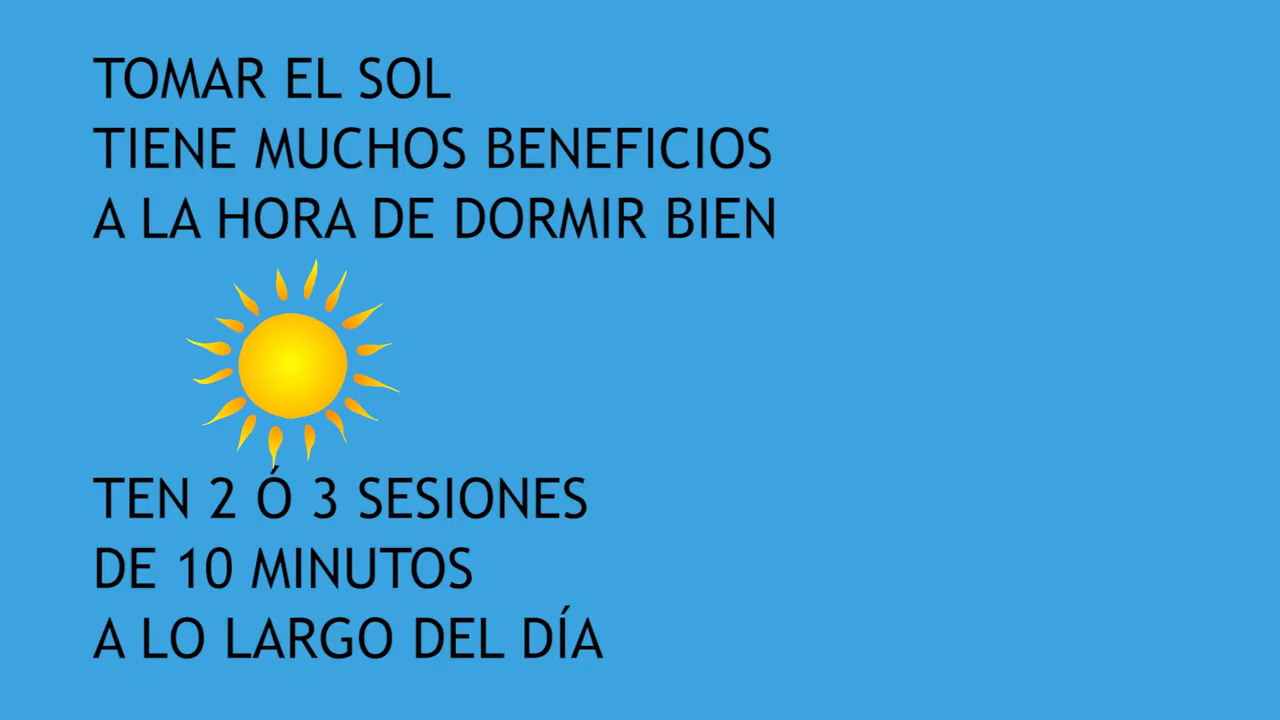 TOMAR EL SOL
TIENE MUCHOS BENEFICIOS
A LA HORA DE DORMIR BIEN
TEN 2 Ó 3 SESIONES
DE 10 MINUTOS
A LO LARGO DEL DÍA